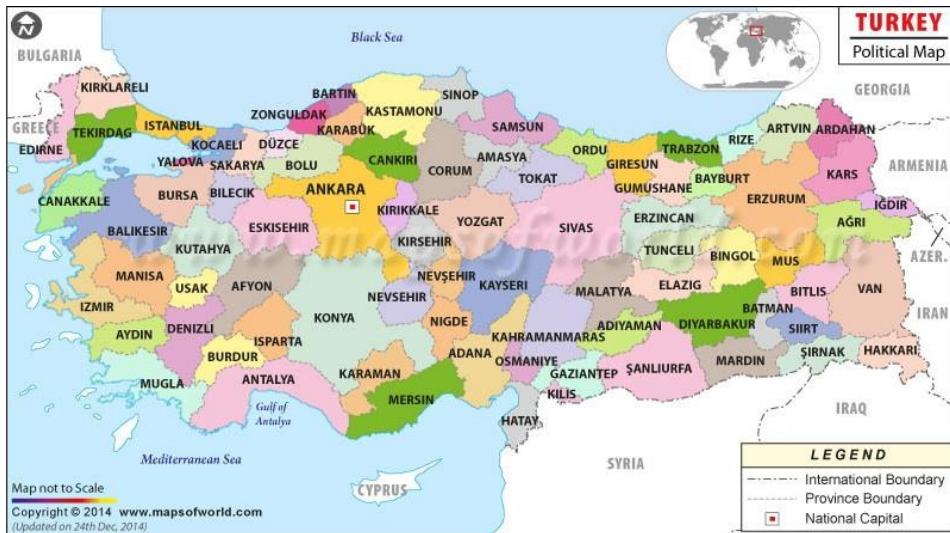 TURKEY
Political Map
Black Sea
BULGARIA
GEORGIA
GREECE
ARMENIA
AZER.
IRAN
IRAQ
SYRIA
CYPRUS
KIRKLARELI
TEKIRDAG
EDIRNE
ISTANBUL
KOCAELI
YALOVA
SAKARYA
DÜZCE
ZONGULDAK
BARTIN
KARABÜK
KASTAMONU
SINOP
SAMSUN
BOLU
CANKIRI
CORUM
AMASYA
TOKAT
ORDU
GIRESUN
TRABZON
RIZE
ARTVIN
ARDAHAN
KARS
GUMUSHANE
BAYBURT
ERZURUM
IĞDIR
AĞRI
CANAKKALE
BALIKESIR
BURSA
BILECIK
ESKISEHIR
ANKARA
KIRIKKALE
KIRSEHIR
YOZGAT
SIVAS
ERZINCAN
TUNCELI
BINGOL
MUS
KUTAHYA
MANISA
USAK
AFYON
IZMIR
AYDIN
DENIZLI
BURDUR
ISPARTA
MUGLA
ANTALYA
KONYA
NEVŞEHIR
NEVSEHIR
KAYSERI
NIGDE
KARAMAN
MERSIN
ADANA
KAHRAMANMARAS
OSMANIYE
MALATYA
ELAZIG
ADIYAMAN
DIYARBAKUR
BATMAN
BITLIS
VAN
SIIRT
ŞIRNAK
HAKKARI
MARDIN
ŞANLIURFA
GAZIANTEP
KILIS
HATAY
Gulf of
Antalya
Mediterranean Sea
www.mapsofworld.com
Map not to Scale
Copyright © 2014 www.mapsofworld.com
(Updated on 24th Dec, 2014)
LEGEND
International Boundary
Province Boundary
National Capital
N